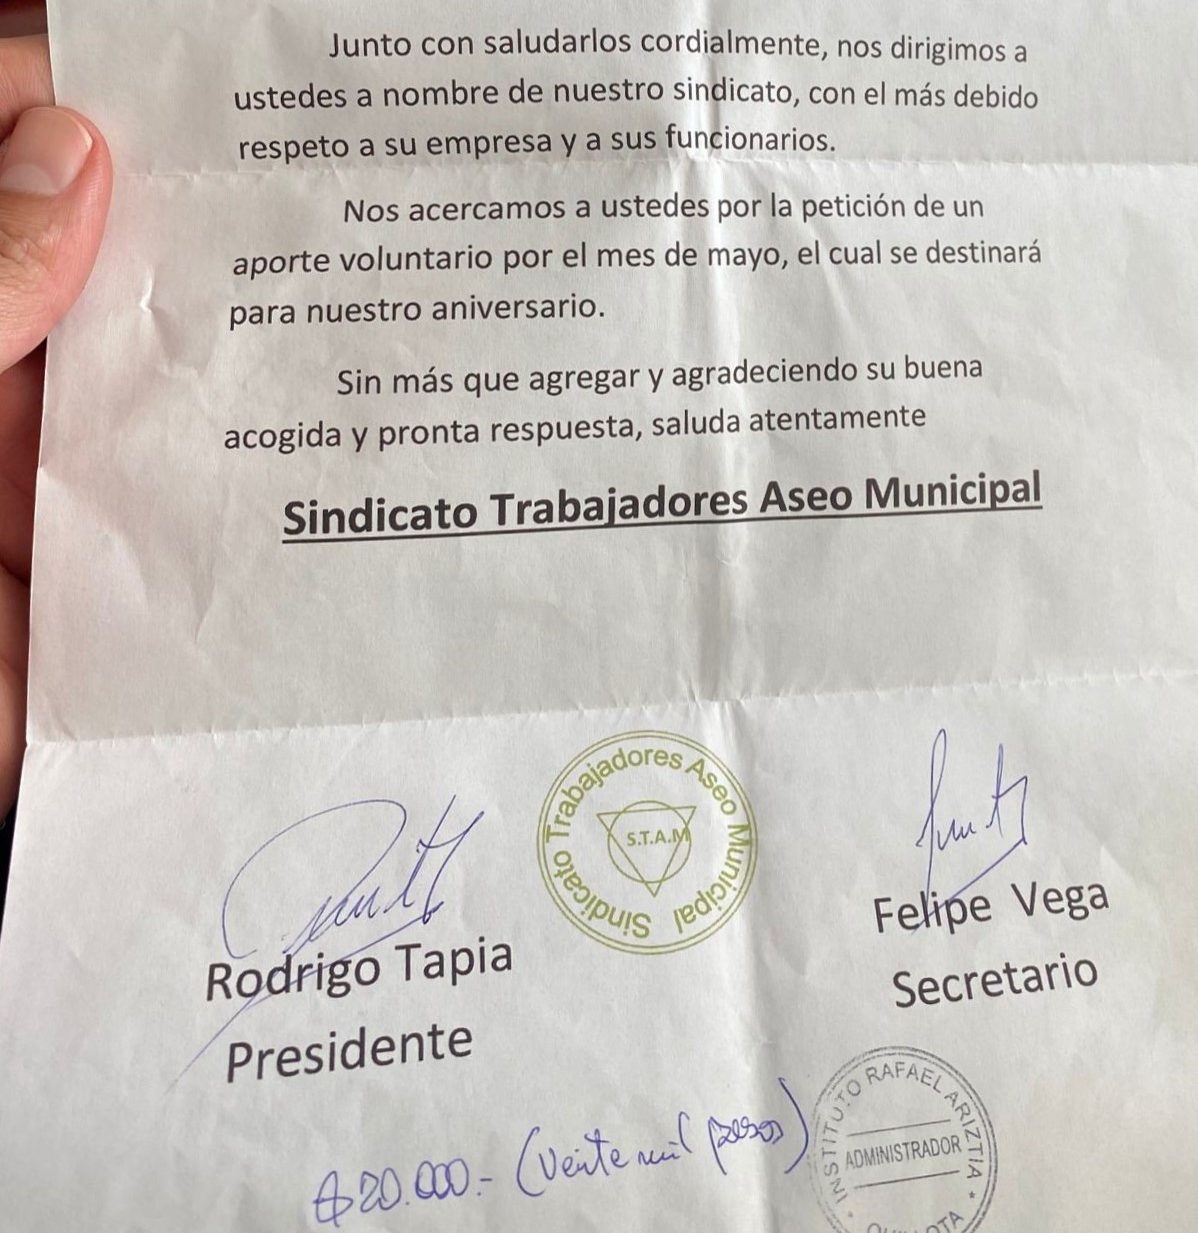 Junto con saludarlos cordialmente, nos dirigimos a
ustedes a nombre de nuestro sindicato, con el más debido
respeto a su empresa y a sus funcionarios.
Nos acercamos a ustedes por la petición de un
aporte voluntario por el mes de mayo, el cual se destinará
para nuestro aniversario.
Sin más que agregar y agradeciendo su buena
acogida y pronta respuesta, saluda atentamente
Sindicato Trabajadores Aseo Municipal
Sindicato Trabajadores Aseo Municipal
S.T.A.M
Rodrigo Tapia
Presidente
Felipe Vega
Secretario
$20.000.- (Veinte mil pesos)
INSTITUTO RAFAEL ARIZTIA
ADMINISTRADOR